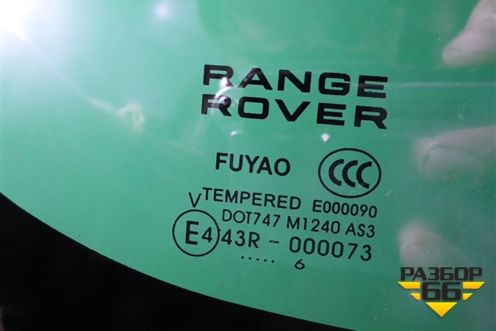 RANGE
ROVER
FUYAO CCC
V TEMPERED E000090
DOT747 M1240 AS3
E4 43R - 000073
..... 6
РАЗБОР
66